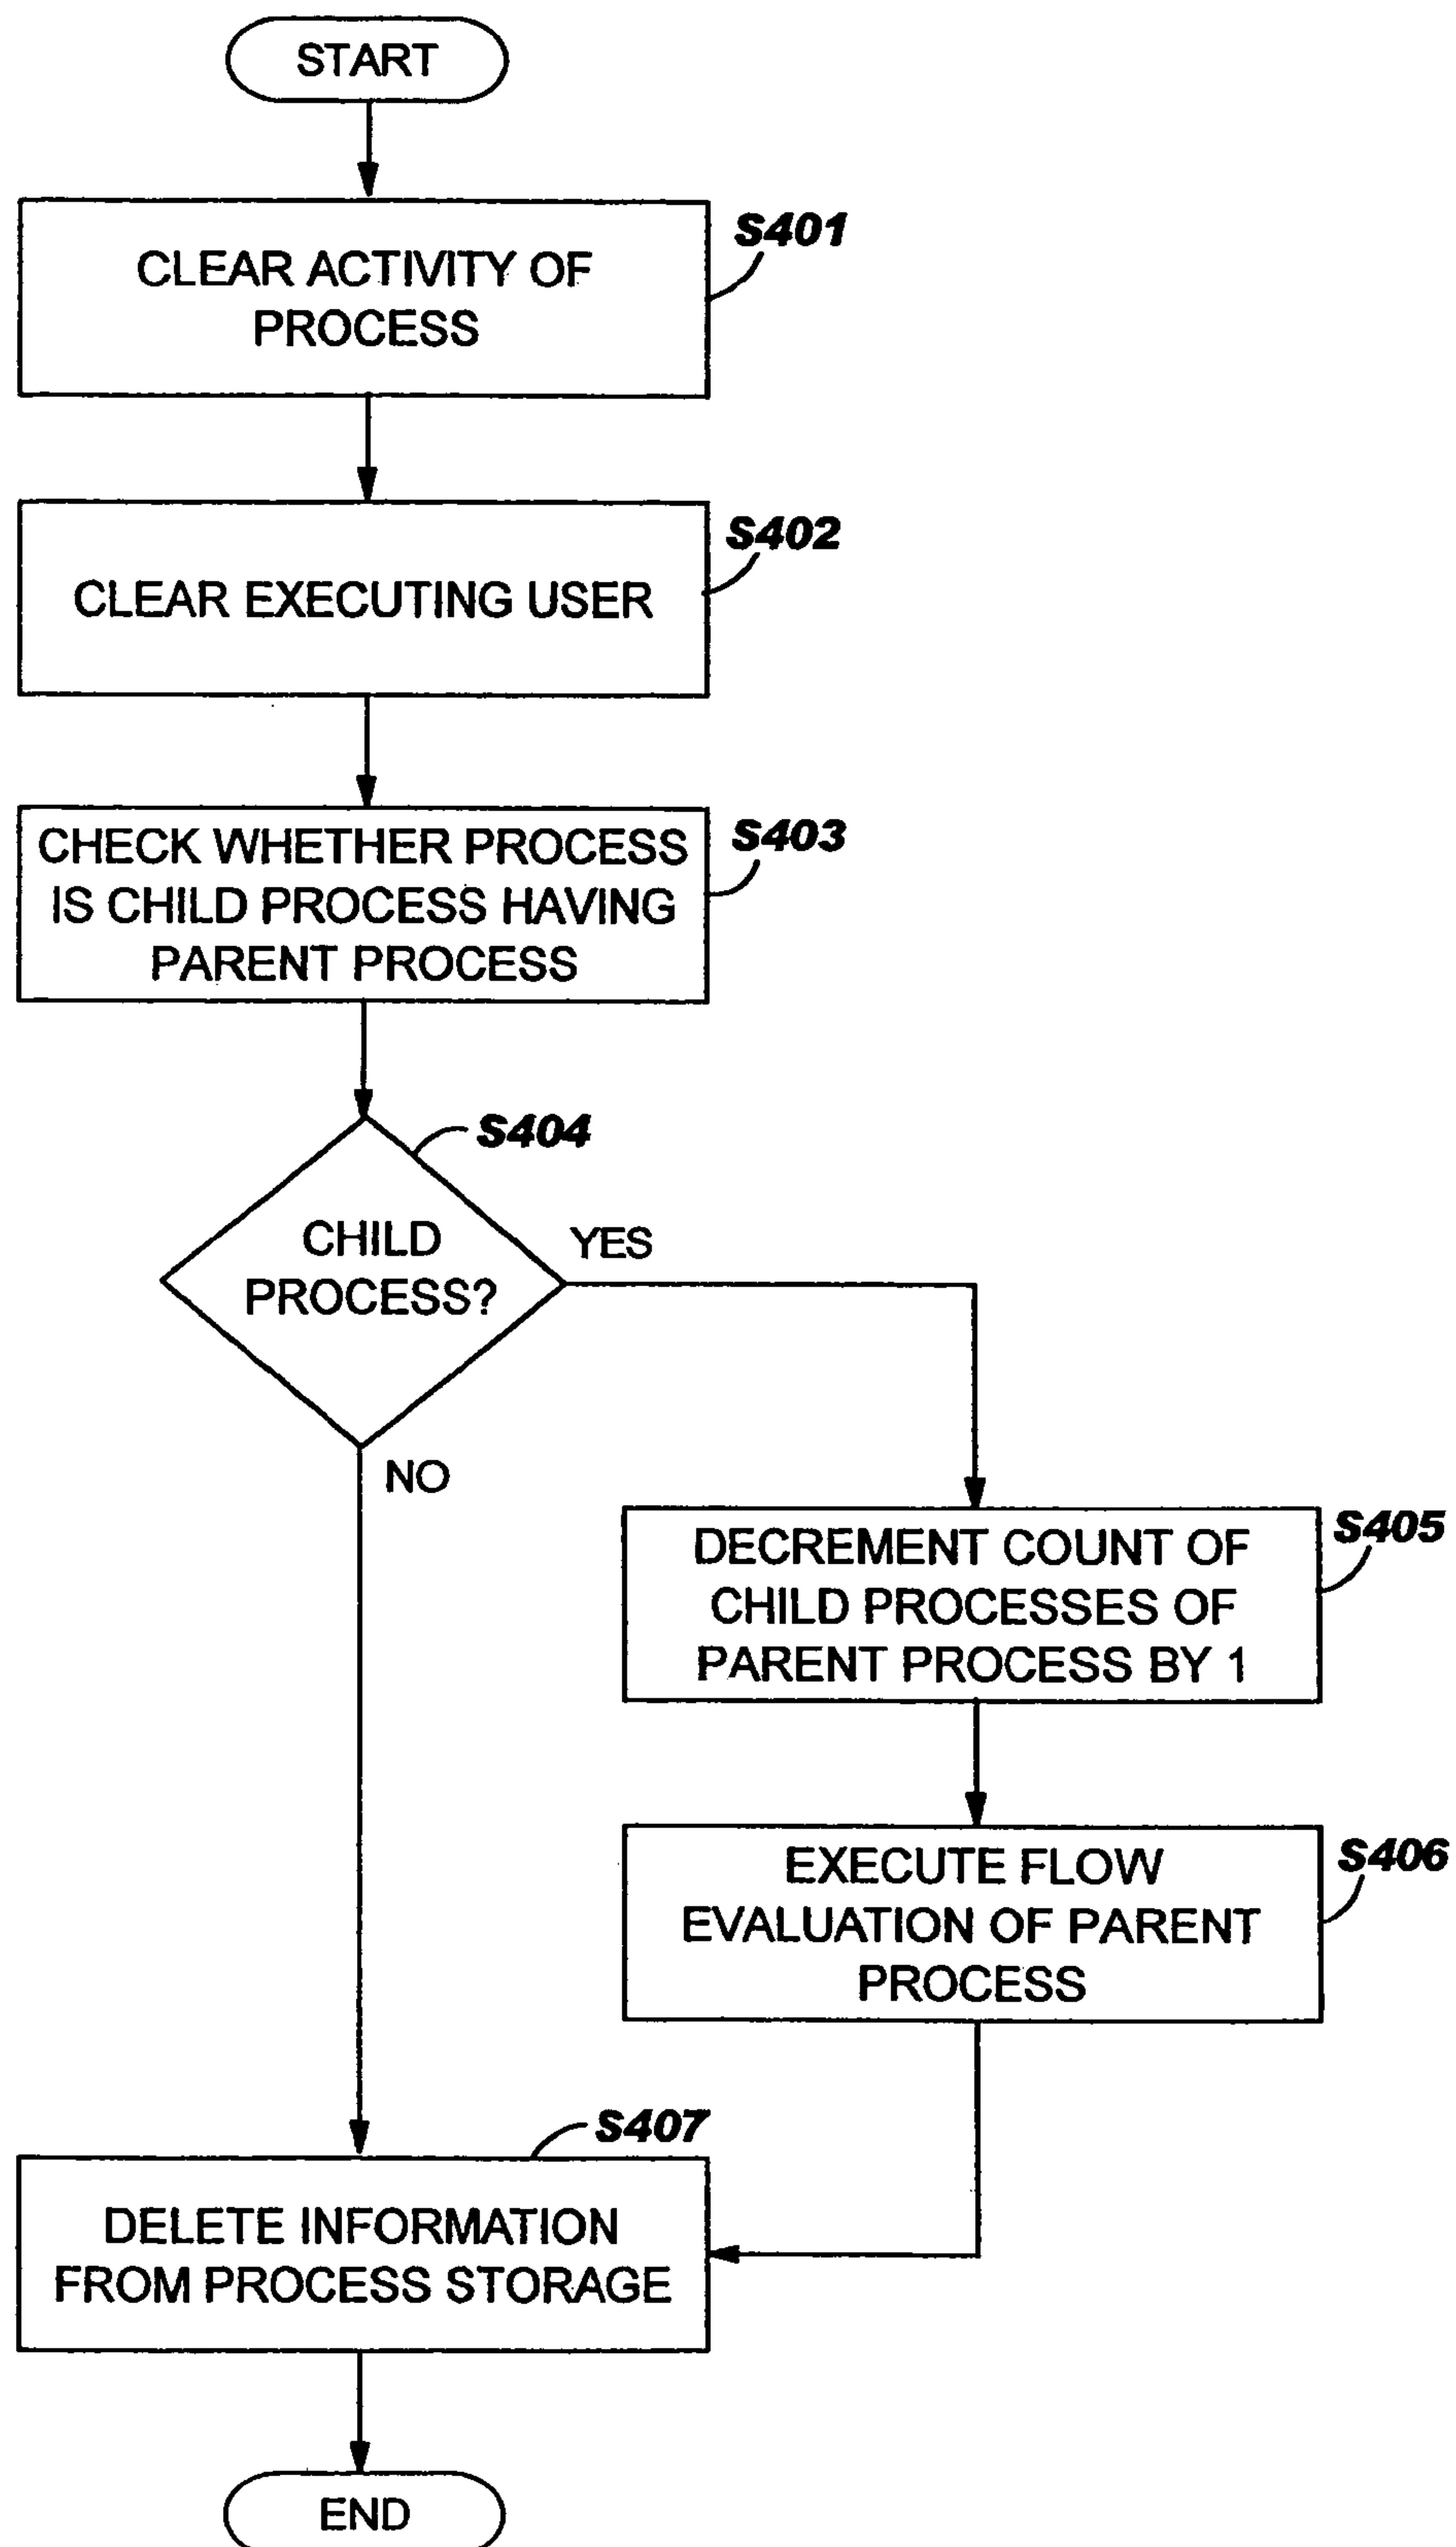 START
S401
CLEAR ACTIVITY OF
PROCESS
S402
CLEAR EXECUTING USER
S403
CHECK WHETHER PROCESS
IS CHILD PROCESS HAVING
PARENT PROCESS
S404
CHILD
PROCESS?
YES
NO
S405
DECREMENT COUNT OF
CHILD PROCESSES OF
PARENT PROCESS BY 1
S406
EXECUTE FLOW
EVALUATION OF PARENT
PROCESS
S407
DELETE INFORMATION
FROM PROCESS STORAGE
END